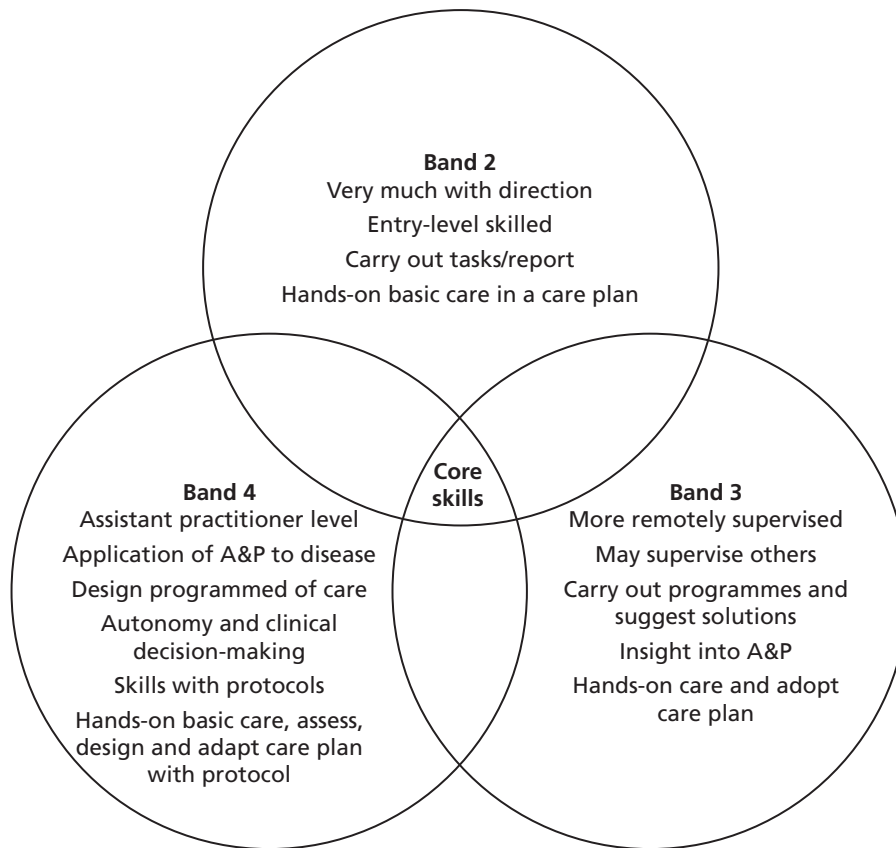 Band 2
Very much with direction
Entry-level skilled
Carry out tasks/report
Hands-on basic care in a care plan
Core
skills
Band 4
Assistant practitioner level
Application of A&P to disease
Design programmed of care
Autonomy and clinical
decision-making
Skills with protocols
Hands-on basic care, assess,
design and adapt care plan
with protocol
Band 3
More remotely supervised
May supervise others
Carry out programmes and
suggest solutions
Insight into A&P
Hands-on care and adopt
care plan